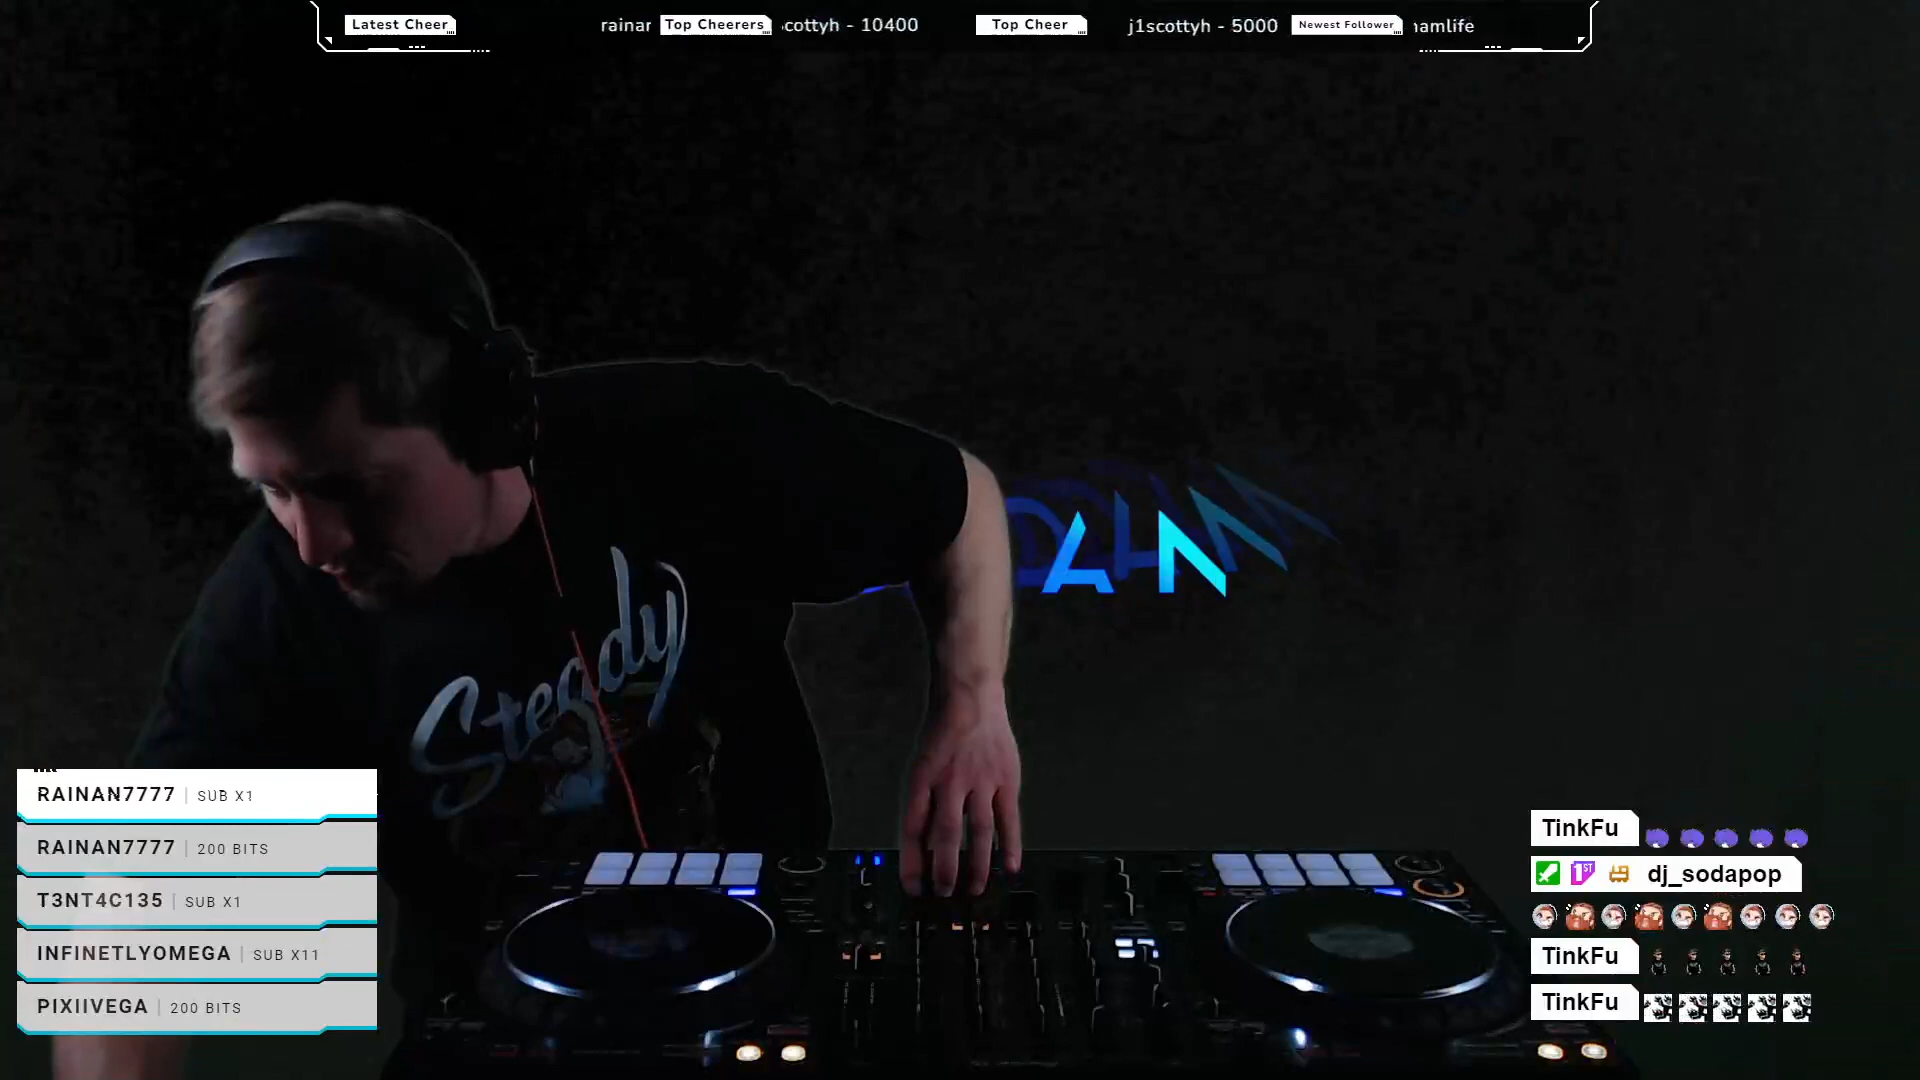 Latest Cheer rainar Top Cheerers cottyh - 10400 Top Cheer j1scottyh - 5000 Newest Follower amlife
Steady
RAINAN7777 | SUB X1
RAINAN7777 | 200 BITS
T3NT4C135 | SUB X1
INFINETLYOMEGA | SUB X11
PIXIIVEGA | 200 BITS
TinkFu
1ST dj_sodapop
TinkFu
TinkFu